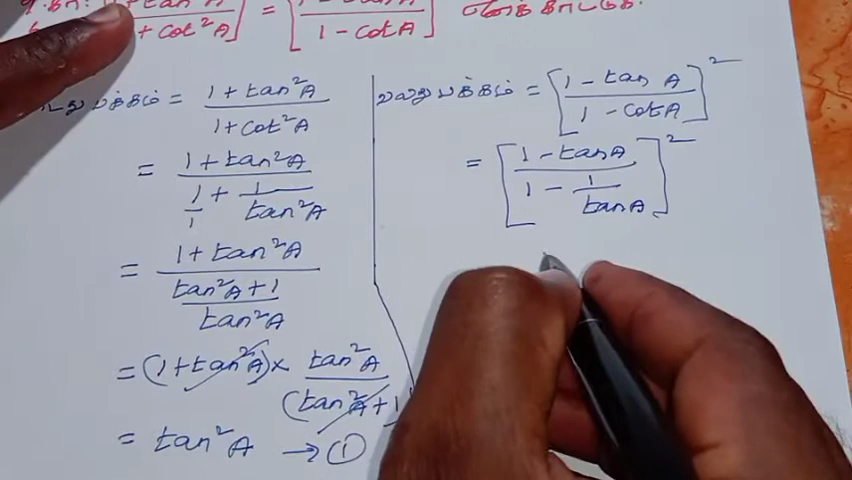 1 + cot²A] = [1 - cotA] எனக் காட்டுக.
பக்கம் = 1 + tan²A / 1 + cot²A
= 1 + tan²A / 1/1 + 1/tan²A
= 1 + tan²A / tan²A + 1 / tan²A
= (1 + tan²A) × tan²A / (tan²A + 1)
= tan²A → ①
வலது பக்கம் = [1 - tan A / 1 - cotA]²
= [1 - tanA / 1 - 1/tanA]²